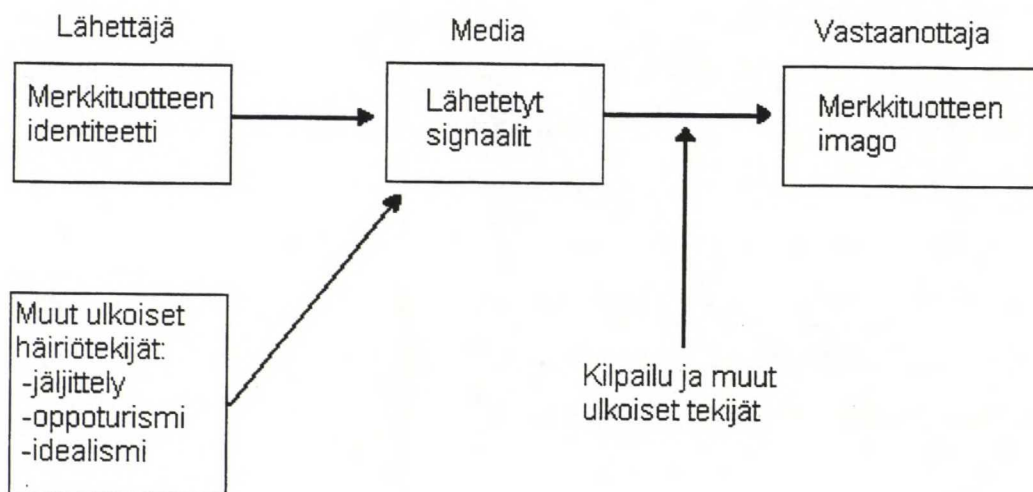 Lähettäjä
Media
Vastaanottaja
Merkkituotteen
identiteetti
Lähetetyt
signaalit
Merkkituotteen
imago
Muut ulkoiset
häiriötekijät:
-jäljittely
-oppoturismi
-idealismi
Kilpailu ja muut
ulkoiset tekijät